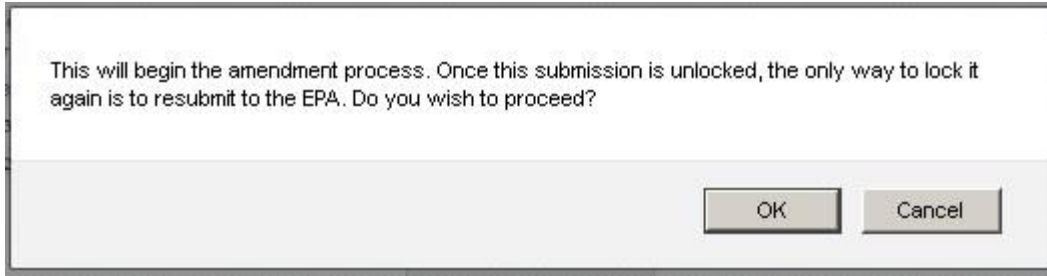 This will begin the amendment process. Once this submission is unlocked, the only way to lock it
again is to resubmit to the EPA. Do you wish to proceed?
OK
Cancel